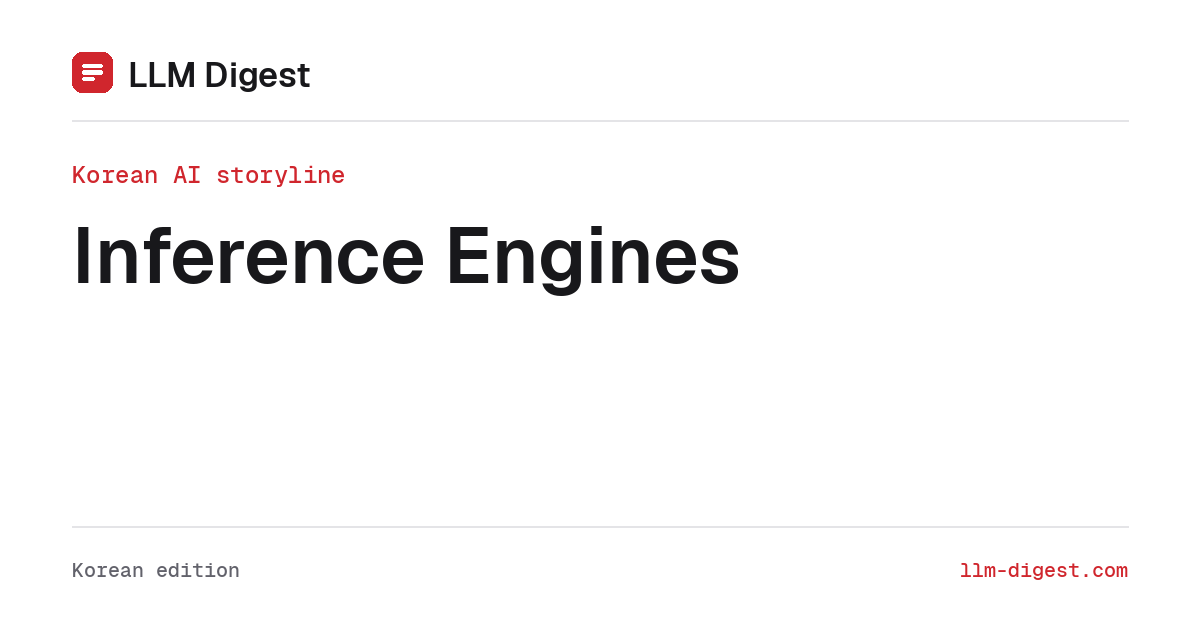 LLM Digest
Korean AI storyline
Inference Engines
Korean edition
llm-digest.com